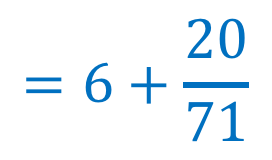 = 6 + 20/71